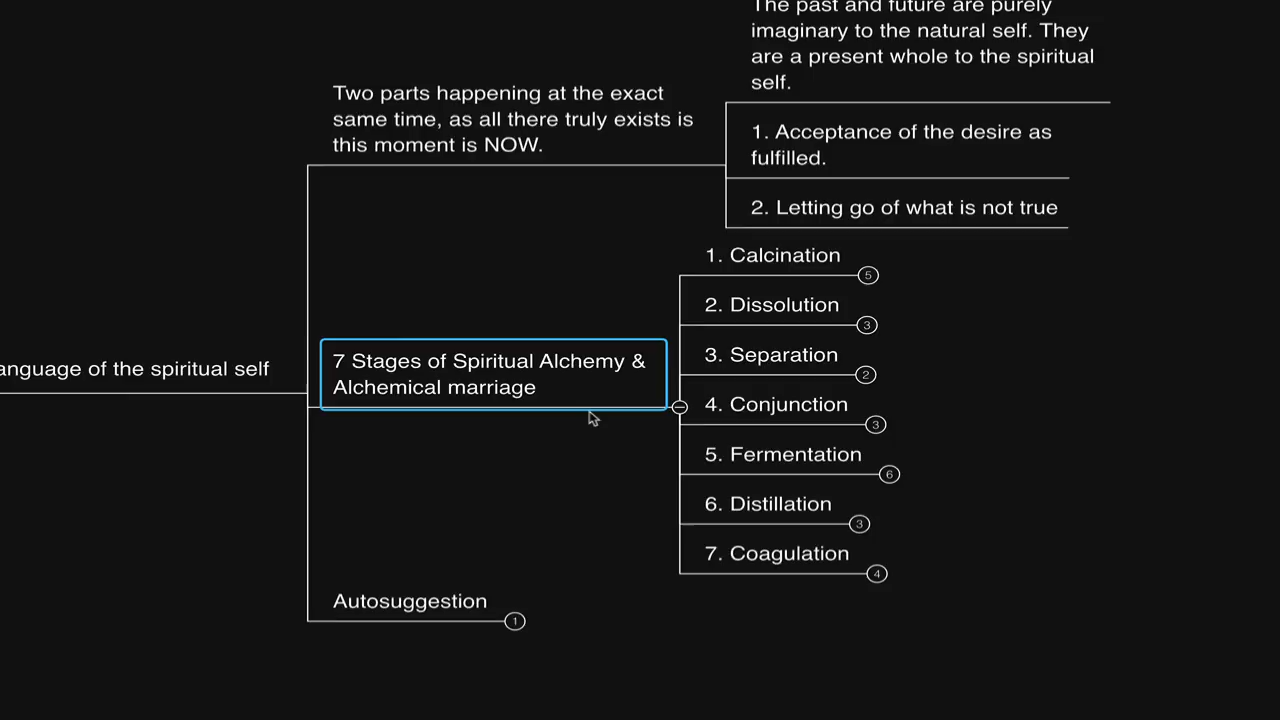 The past and future are purely
imaginary to the natural self. They
are a present whole to the spiritual
self.
Two parts happening at the exact
same time, as all there truly exists is
this moment is NOW.
1. Acceptance of the desire as
fulfilled.
2. Letting go of what is not true
1. Calcination
5
2. Dissolution
3
3. Separation
2
7 Stages of Spiritual Alchemy &
Alchemical marriage
anguage of the spiritual self
4. Conjunction
3
5. Fermentation
6
6. Distillation
3
7. Coagulation
4
Autosuggestion
1